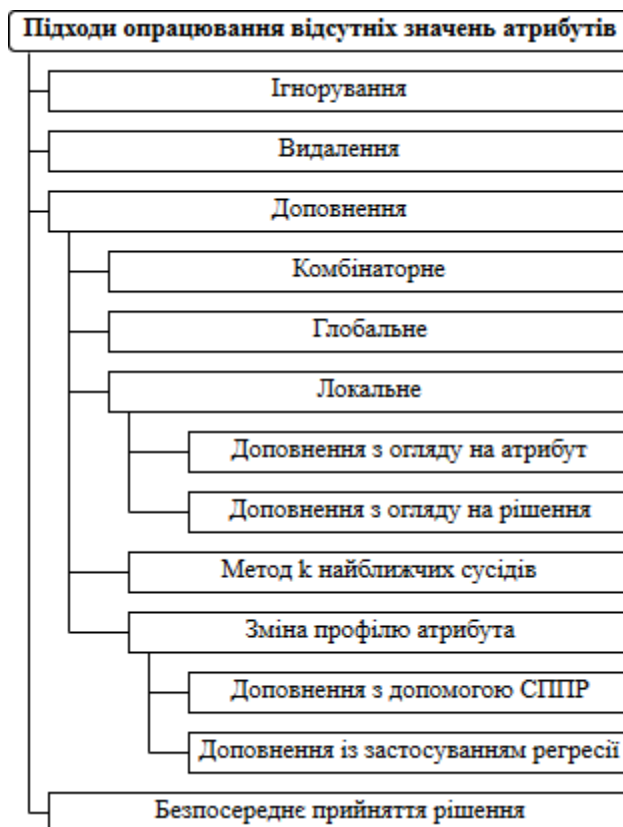 Підходи опрацювання відсутніх значень атрибутів
Ігнорування
Видалення
Доповнення
Комбінаторне
Глобальне
Локальне
Доповнення з огляду на атрибут
Доповнення з огляду на рішення
Метод k найближчих сусідів
Зміна профілю атрибута
Доповнення з допомогою СППР
Доповнення із застосуванням регресії
Безпосереднє прийняття рішення